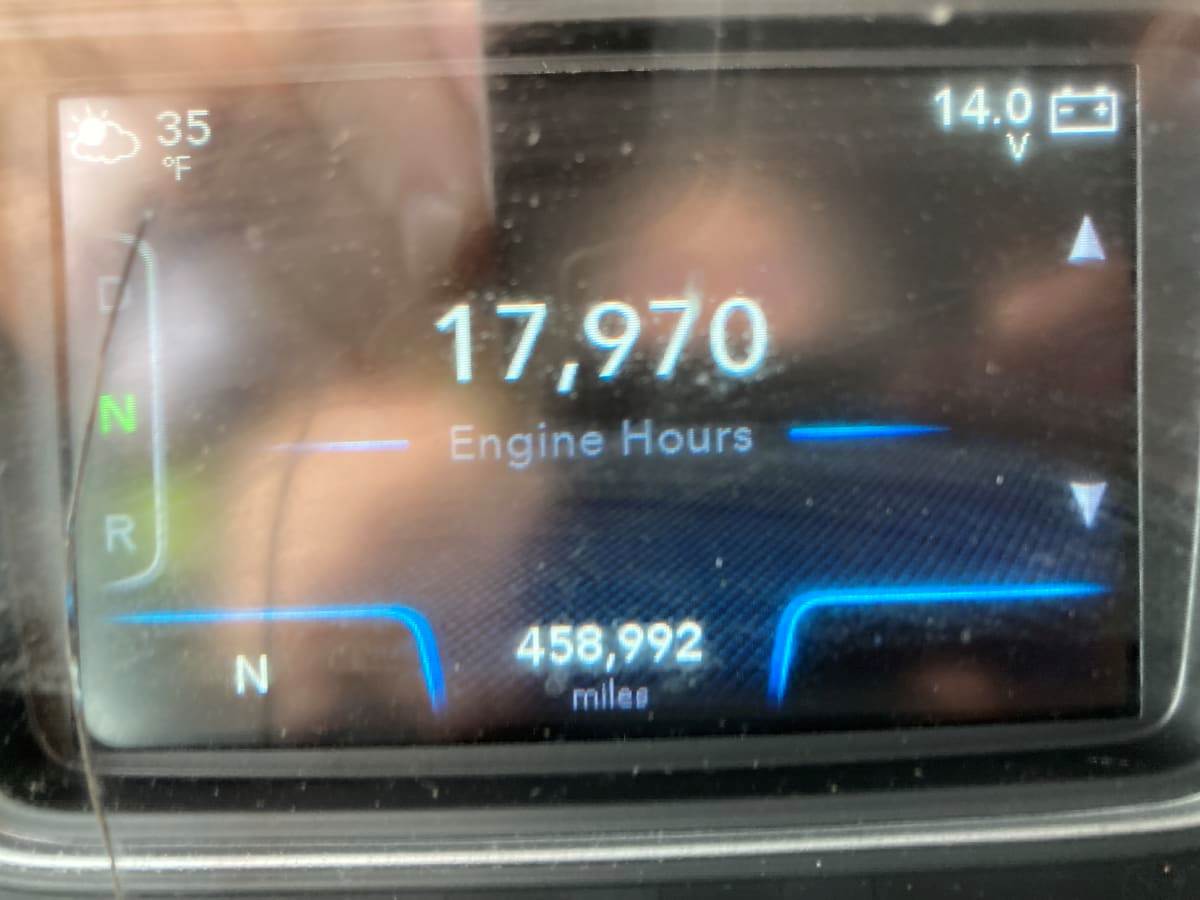 35
°F
14.0
V
D
17,970
N
Engine Hours
R
N
458,992
miles